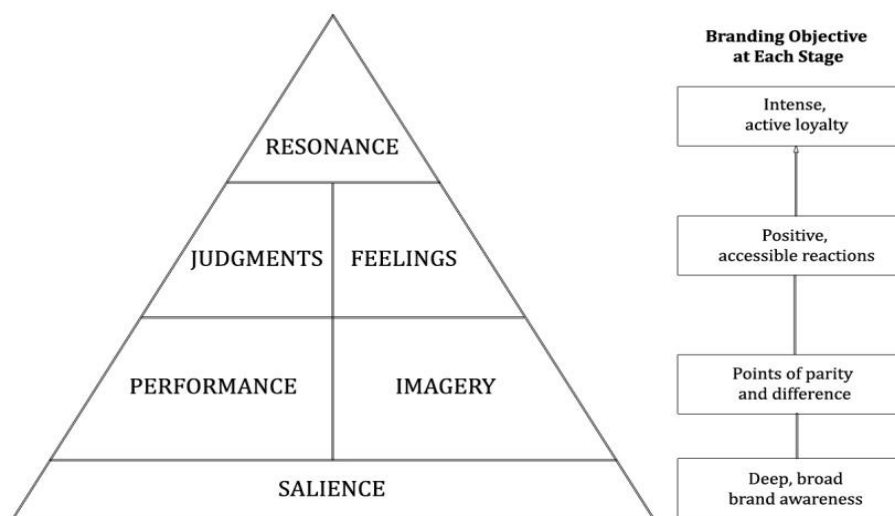 RESONANCE
JUDGMENTS
FEELINGS
PERFORMANCE
IMAGERY
SALIENCE
Branding Objective
at Each Stage
Intense,
active loyalty
Positive,
accessible reactions
Points of parity
and difference
Deep, broad
brand awareness